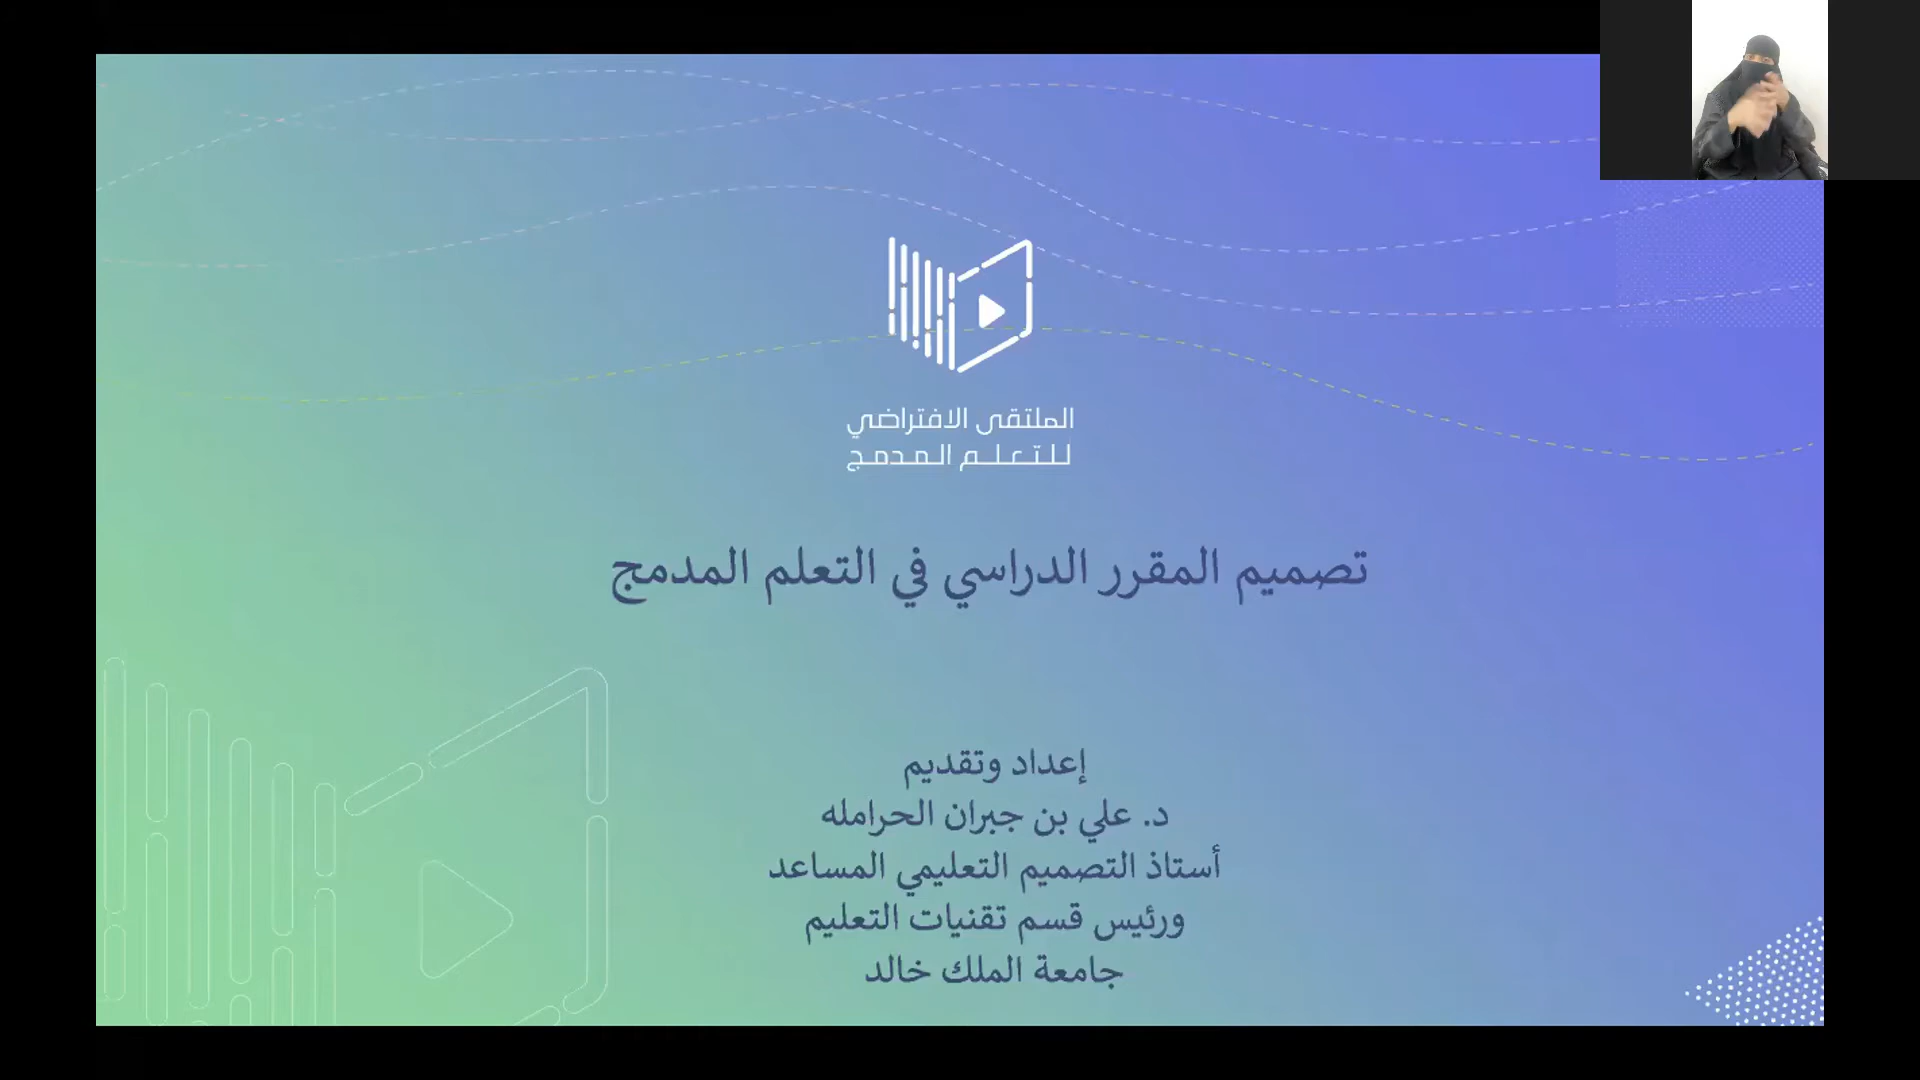 الملتقى الافتراضي
للتعلم المدمج
تصميم المقرر الدراسي في التعلم المدمج
إعداد وتقديم
د. علي بن جبران الحرامله
أستاذ التصميم التعليمي المساعد
ورئيس قسم تقنيات التعليم
جامعة الملك خالد